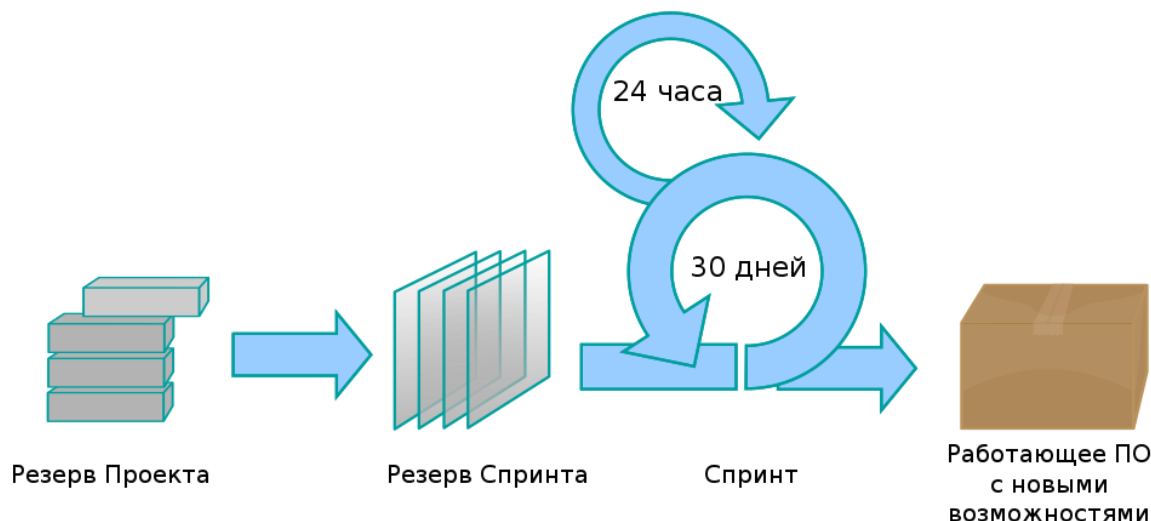 24 часа
30 дней
Резерв Проекта
Резерв Спринта
Спринт
Работающее ПО
с новыми
возможностями